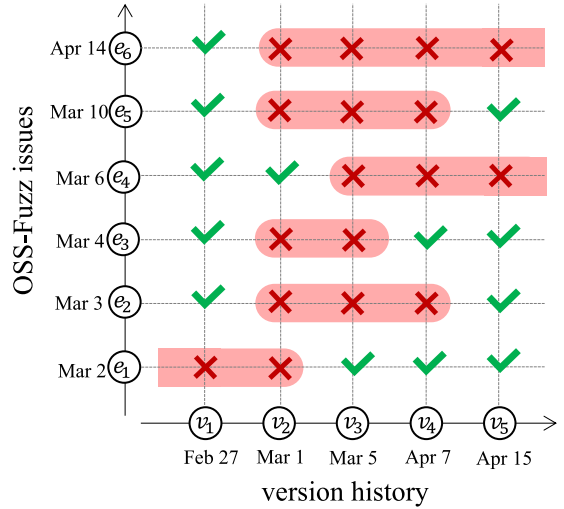 OSS-Fuzz issues
Apr 14 e6
Mar 10 e5
Mar 6 e4
Mar 4 e3
Mar 3 e2
Mar 2 e1
v1 v2 v3 v4 v5
Feb 27 Mar 1 Mar 5 Apr 7 Apr 15
version history